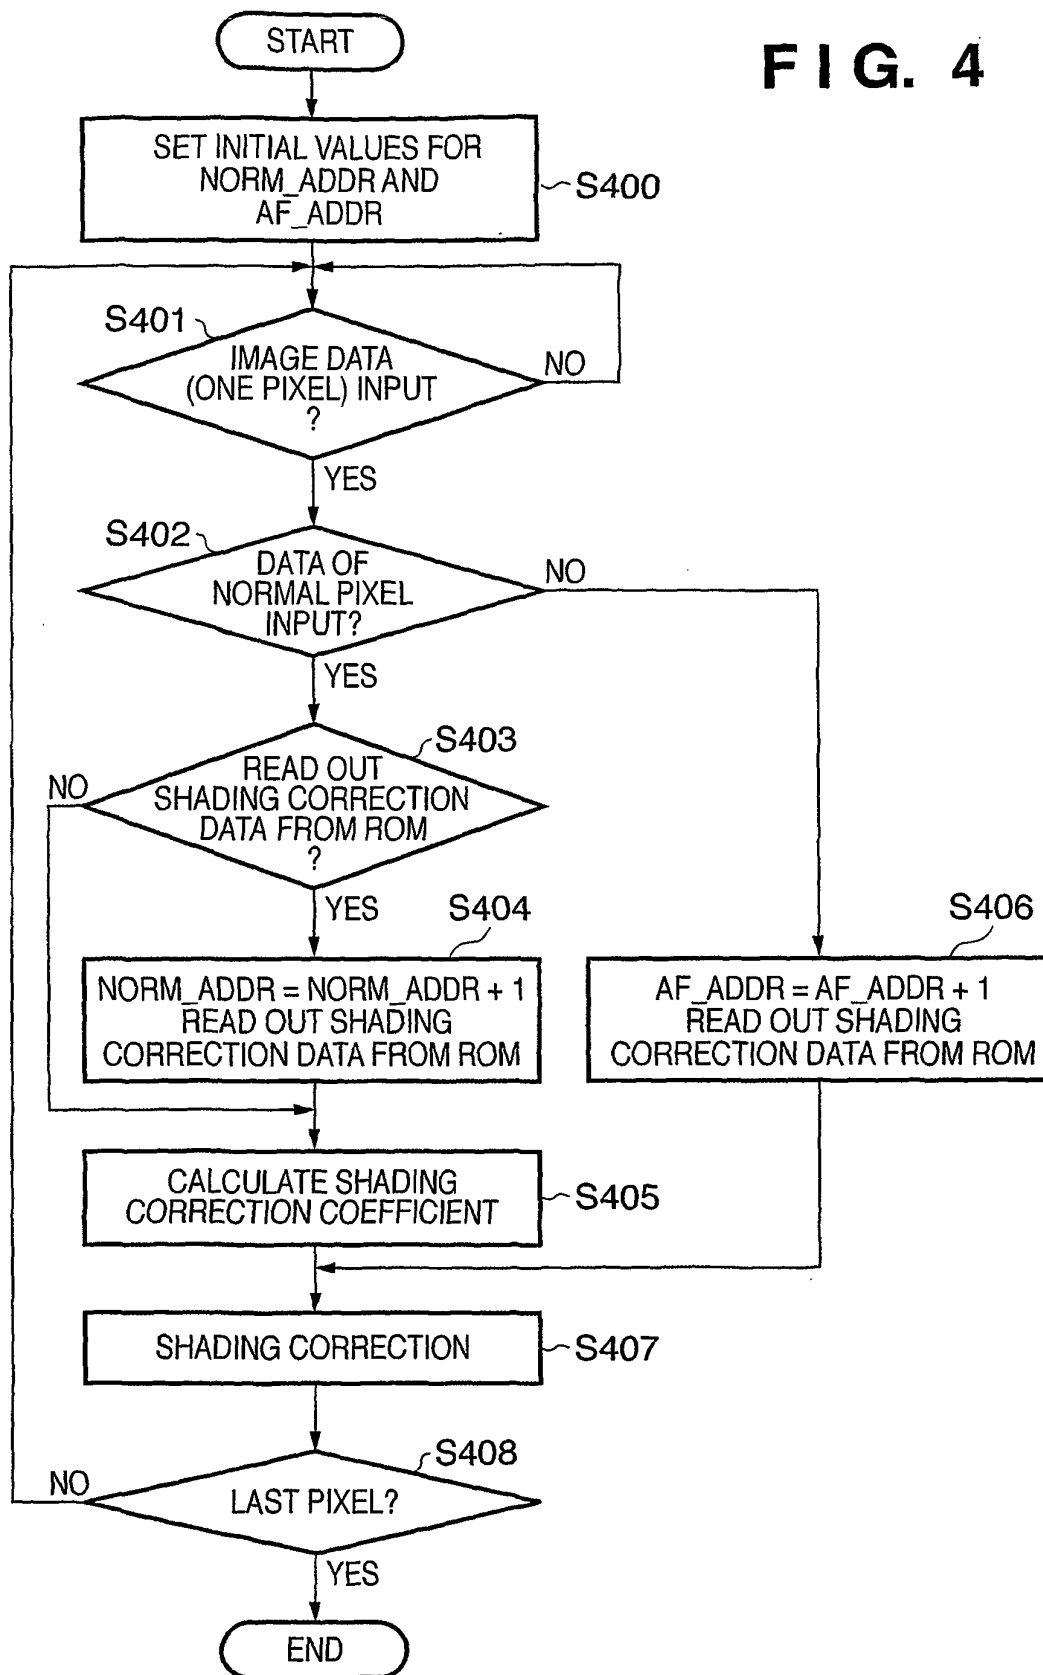 START
FIG. 4
SET INITIAL VALUES FOR
NORM_ADDR AND
AF_ADDR
S400
S401
IMAGE DATA
(ONE PIXEL) INPUT
?
NO
YES
S402
DATA OF
NORMAL PIXEL
INPUT?
NO
YES
S403
READ OUT
SHADING CORRECTION
DATA FROM ROM
?
NO
YES
S404
NORM_ADDR = NORM_ADDR + 1
READ OUT SHADING
CORRECTION DATA FROM ROM
S406
AF_ADDR = AF_ADDR + 1
READ OUT SHADING
CORRECTION DATA FROM ROM
CALCULATE SHADING
CORRECTION COEFFICIENT
S405
SHADING CORRECTION
S407
S408
LAST PIXEL?
NO
YES
END